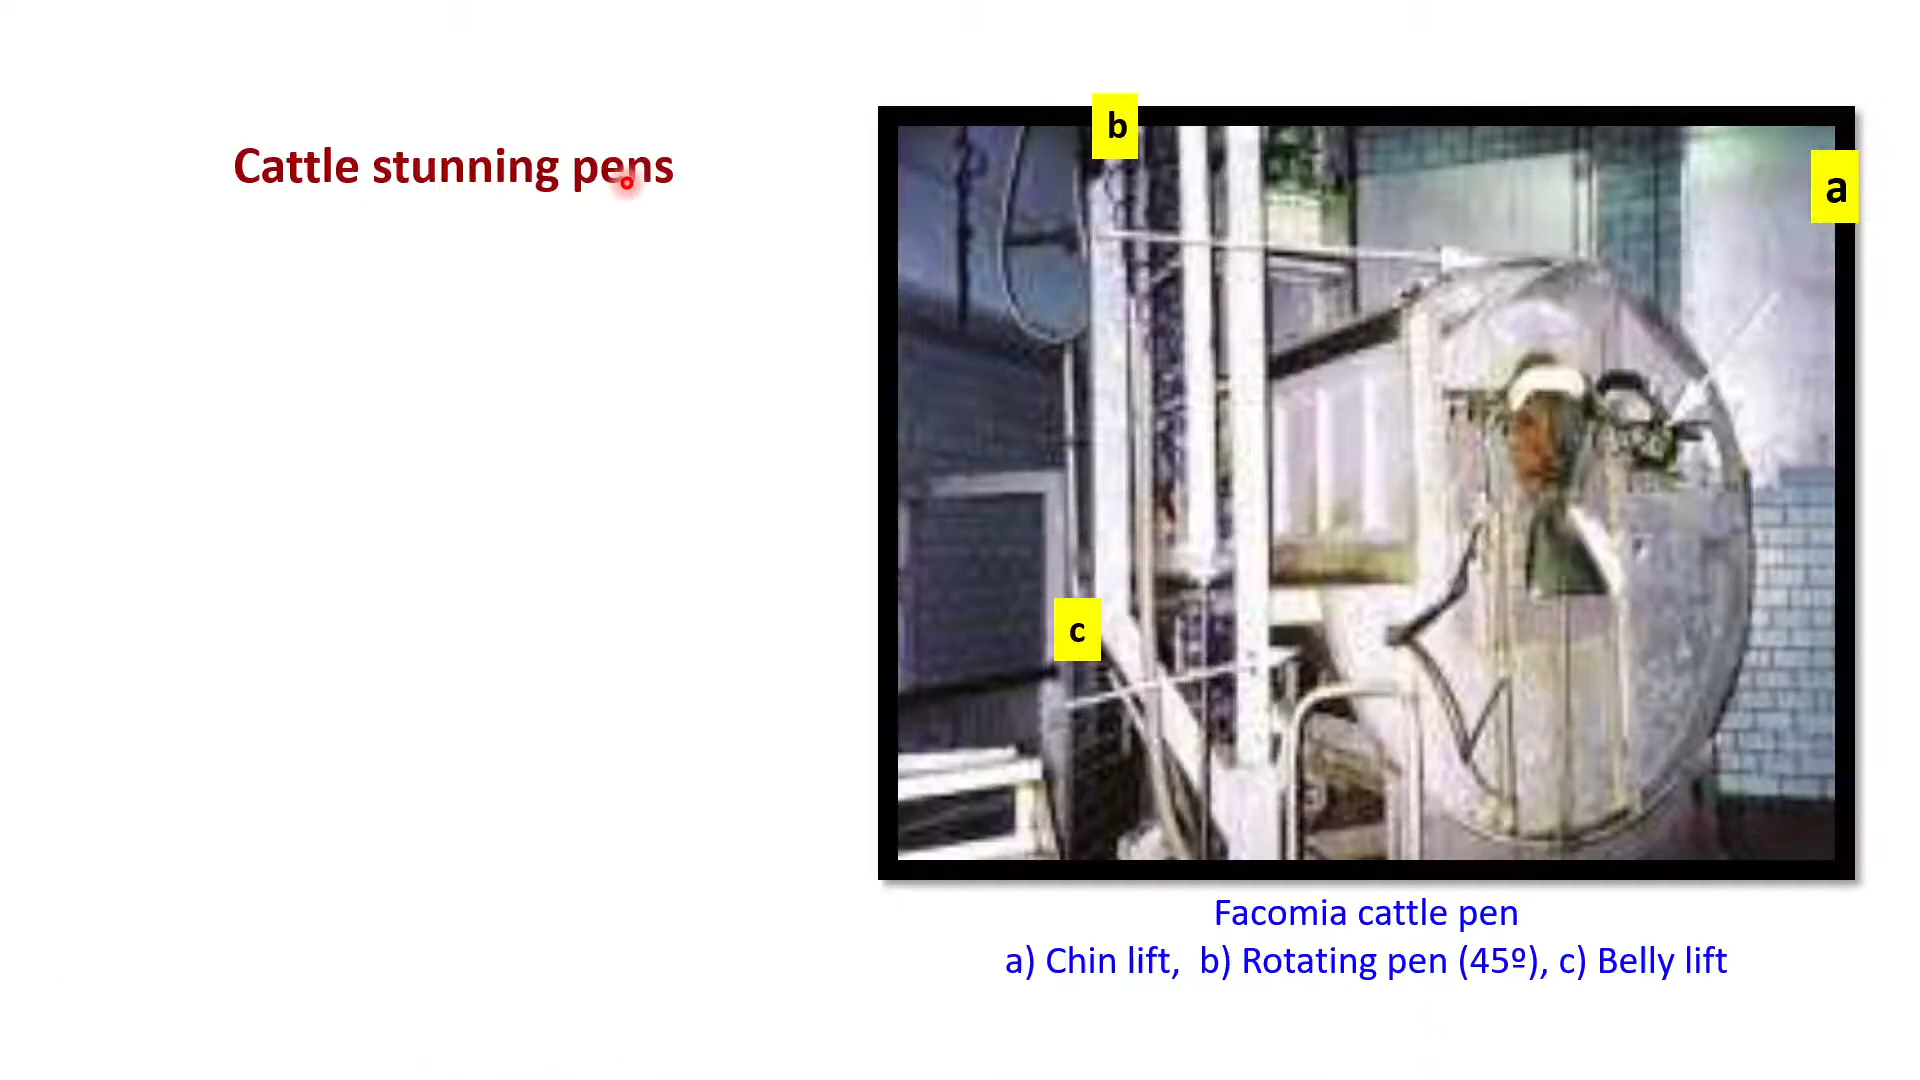 Cattle stunning pens
b
a
c
Facomia cattle pen
a) Chin lift, b) Rotating pen (45º), c) Belly lift